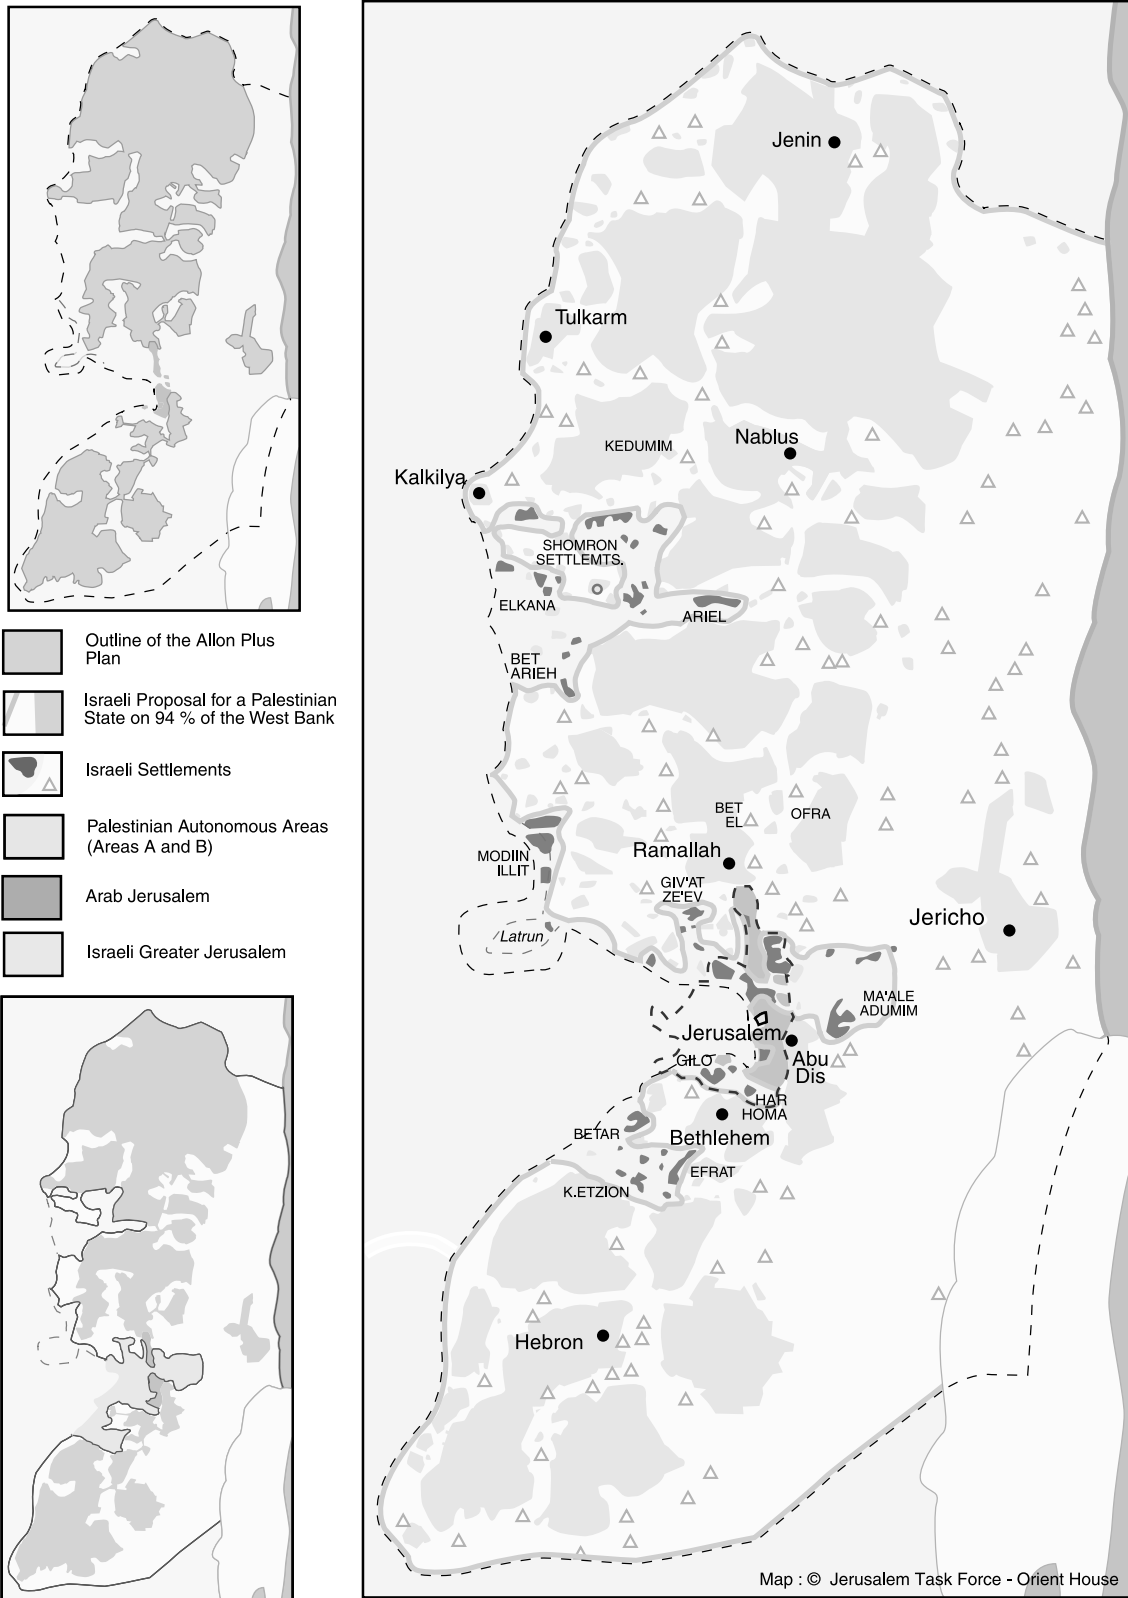 Outline of the Allon Plus
Plan
Israeli Proposal for a Palestinian
State on 94 % of the West Bank
Israeli Settlements
Palestinian Autonomous Areas
(Areas A and B)
Arab Jerusalem
Israeli Greater Jerusalem
Jenin
Tulkarm
KEDUMIM
Nablus
Kalkilya
SHOMRON
SETTLEMTS.
ELKANA
ARIEL
BET
ARIEH
BET
EL
OFRA
MODIIN
ILLIT
Ramallah
GIV'AT
ZE'EV
Jericho
Latrun
MA'ALE
ADUMIM
Jerusalem
GILO
Abu
Dis
HAR
HOMA
BETAR
Bethlehem
EFRAT
K.ETZION
Hebron
Map : © Jerusalem Task Force - Orient House